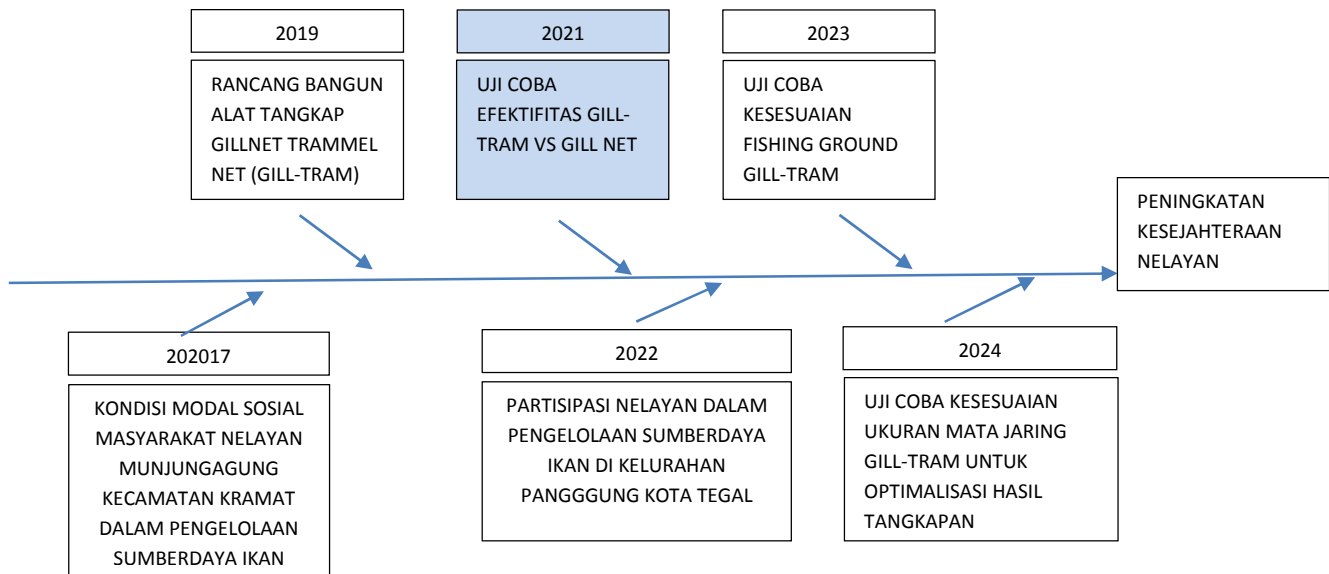 2019
RANCANG BANGUN
ALAT TANGKAP
GILLNET TRAMMEL
NET (GILL-TRAM)
2021
UJI COBA
EFEKTIFITAS GILL-
TRAM VS GILL NET
2023
UJI COBA
KESESUAIAN
FISHING GROUND
GILL-TRAM
PENINGKATAN
KESEJAHTERAAN
NELAYAN
202017
KONDISI MODAL SOSIAL
MASYARAKAT NELAYAN
MUNJUNGAGUNG
KECAMATAN KRAMAT
DALAM PENGELOLAAN
SUMBERDAYA IKAN
2022
PARTISIPASI NELAYAN DALAM
PENGELOLAAN SUMBERDAYA
IKAN DI KELURAHAN
PANGGGUNG KOTA TEGAL
2024
UJI COBA KESESUAIAN
UKURAN MATA JARING
GILL-TRAM UNTUK
OPTIMALISASI HASIL
TANGKAPAN